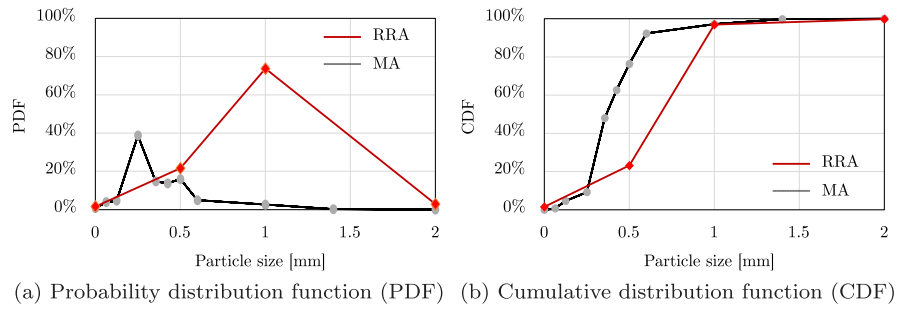 100%
80%
60%
40%
20%
0%
PDF
RRA
MA
0
0.5
1
1.5
2
Particle size [mm]
(a) Probability distribution function (PDF)
100%
80%
60%
40%
20%
0%
CDF
RRA
MA
0
0.5
1
1.5
2
Particle size [mm]
(b) Cumulative distribution function (CDF)